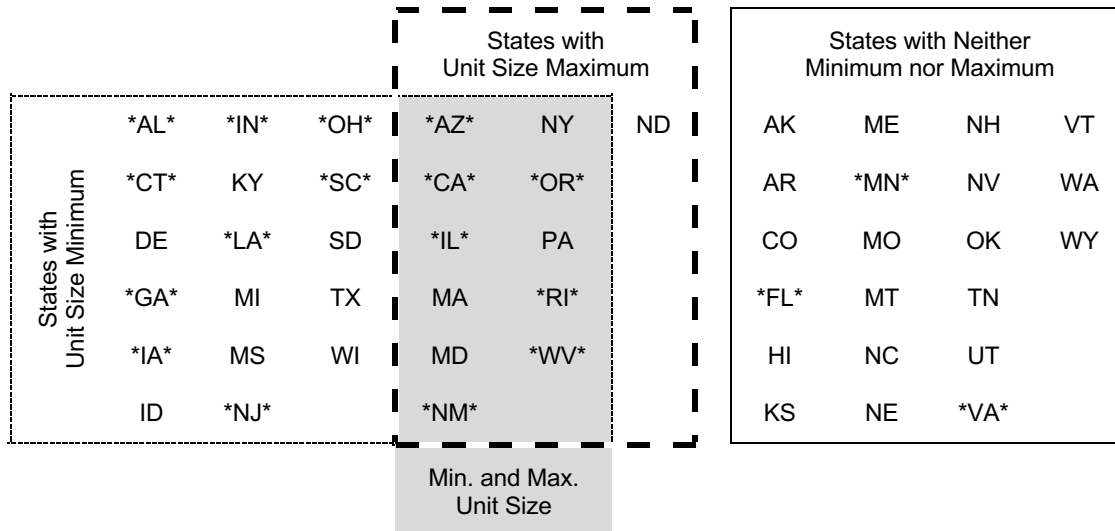 States with
Unit Size Maximum
States with Neither
Minimum nor Maximum
States with
Unit Size Minimum
*AL* *IN* *OH* *AZ* NY ND AK ME NH VT
*CT* KY *SC* *CA* *OR* AR *MN* NV WA
DE *LA* SD *IL* PA CO MO OK WY
*GA* MI TX MA *RI* *FL* MT TN
*IA* MS WI MD *WV* HI NC UT
ID *NJ* *NM* KS NE *VA*
Min. and Max.
Unit Size